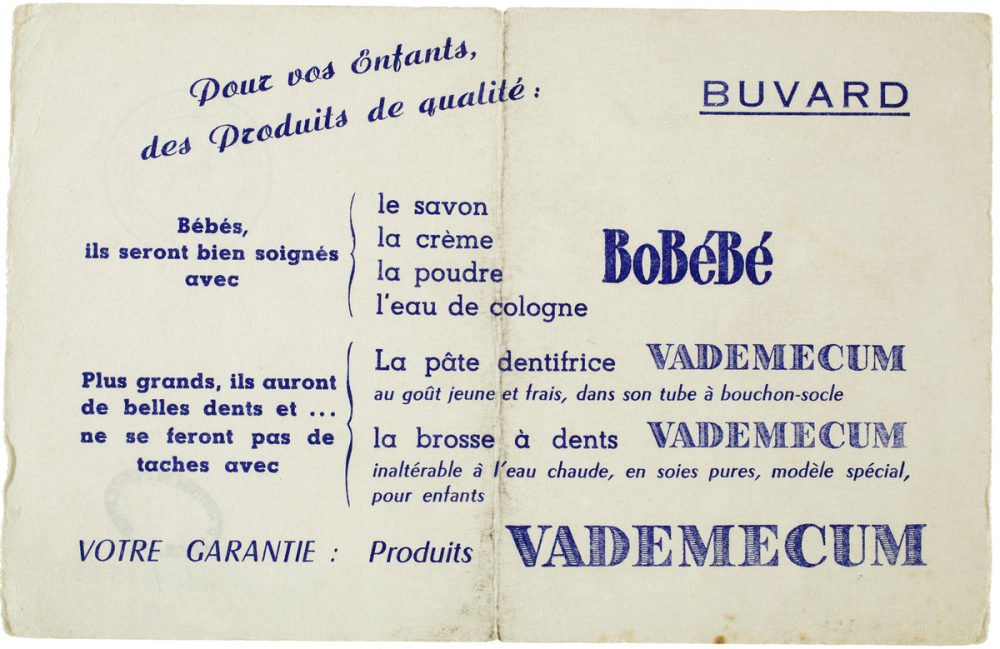 Pour vos Enfants,
des Produits de qualité :
BUVARD
Bébés,
ils seront bien soignés
avec
le savon
la crème
la poudre
l'eau de cologne
BoBéBé
Plus grands, ils auront
de belles dents et ...
ne se feront pas de
taches avec
La pâte dentifrice VADEMECUM
au goût jeune et frais, dans son tube à bouchon-socle
la brosse à dents VADEMECUM
inaltérable à l'eau chaude, en soies pures, modèle spécial,
pour enfants
VOTRE GARANTIE : Produits VADEMECUM